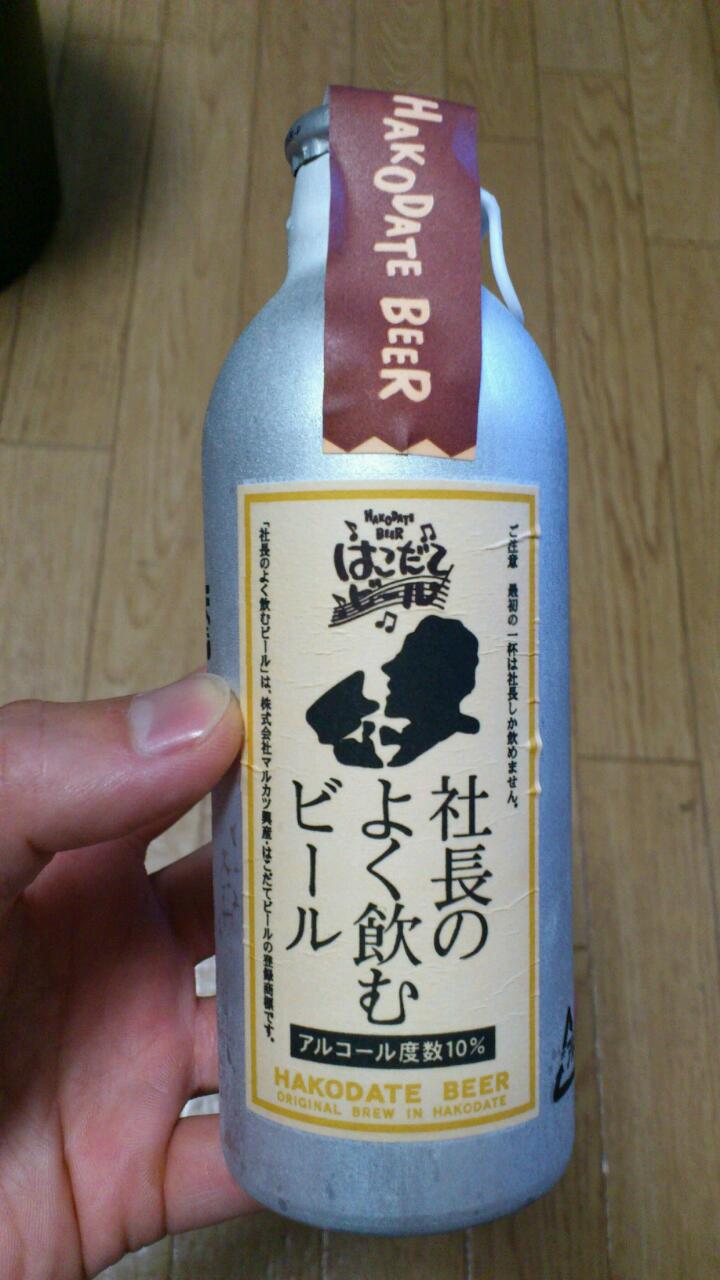 HAKODATE BEER
HAKODATE
BEER
はこだて
ビール
ご注意 最初の一杯は社長しか飲めません。
社長の
よく飲む
ビール
「社長のよく飲むビール」は、株式会社マルカツ興産・はこだてビールの登録商標です。
アルコール度数10%
HAKODATE BEER
ORIGINAL BREW IN HAKODATE